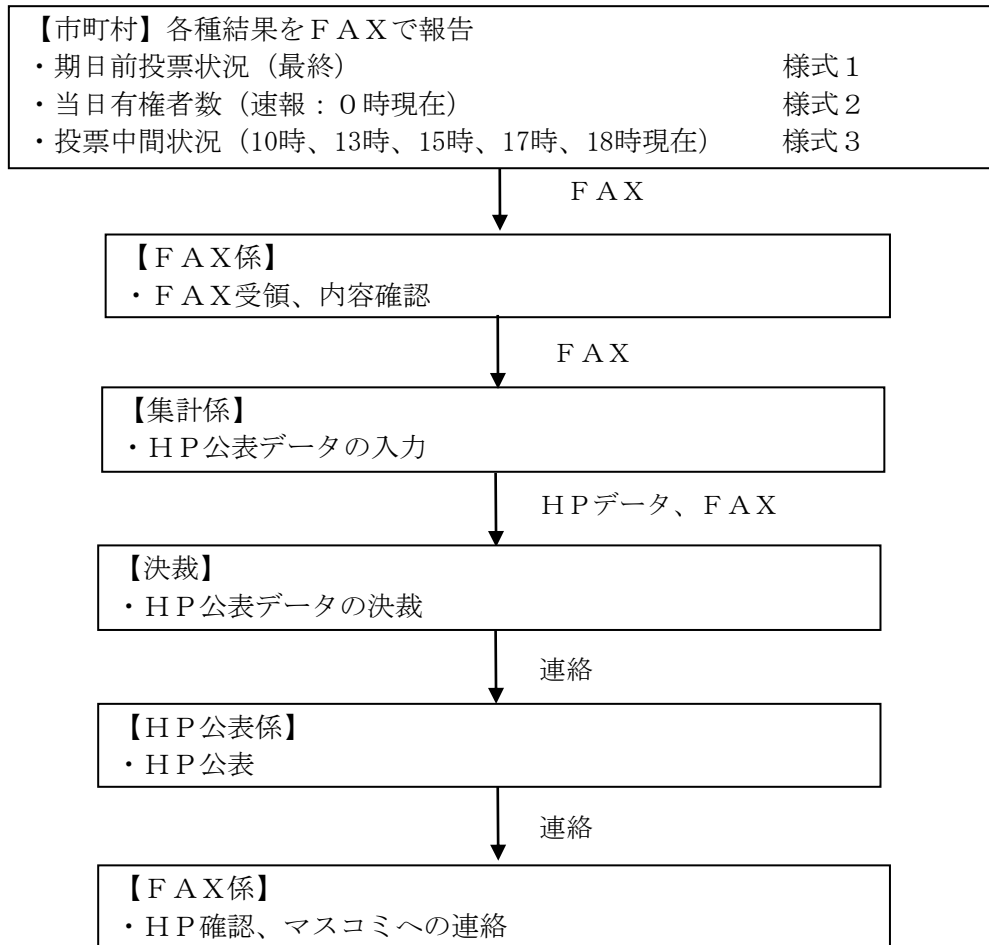 【市町村】各種結果をＦＡＸで報告
・期日前投票状況（最終） 様式１
・当日有権者数（速報：０時現在） 様式２
・投票中間状況（10時、13時、15時、17時、18時現在） 様式３
ＦＡＸ
【ＦＡＸ係】
・ＦＡＸ受領、内容確認
ＦＡＸ
【集計係】
・ＨＰ公表データの入力
ＨＰデータ、ＦＡＸ
【決裁】
・ＨＰ公表データの決裁
連絡
【ＨＰ公表係】
・ＨＰ公表
連絡
【ＦＡＸ係】
・ＨＰ確認、マスコミへの連絡